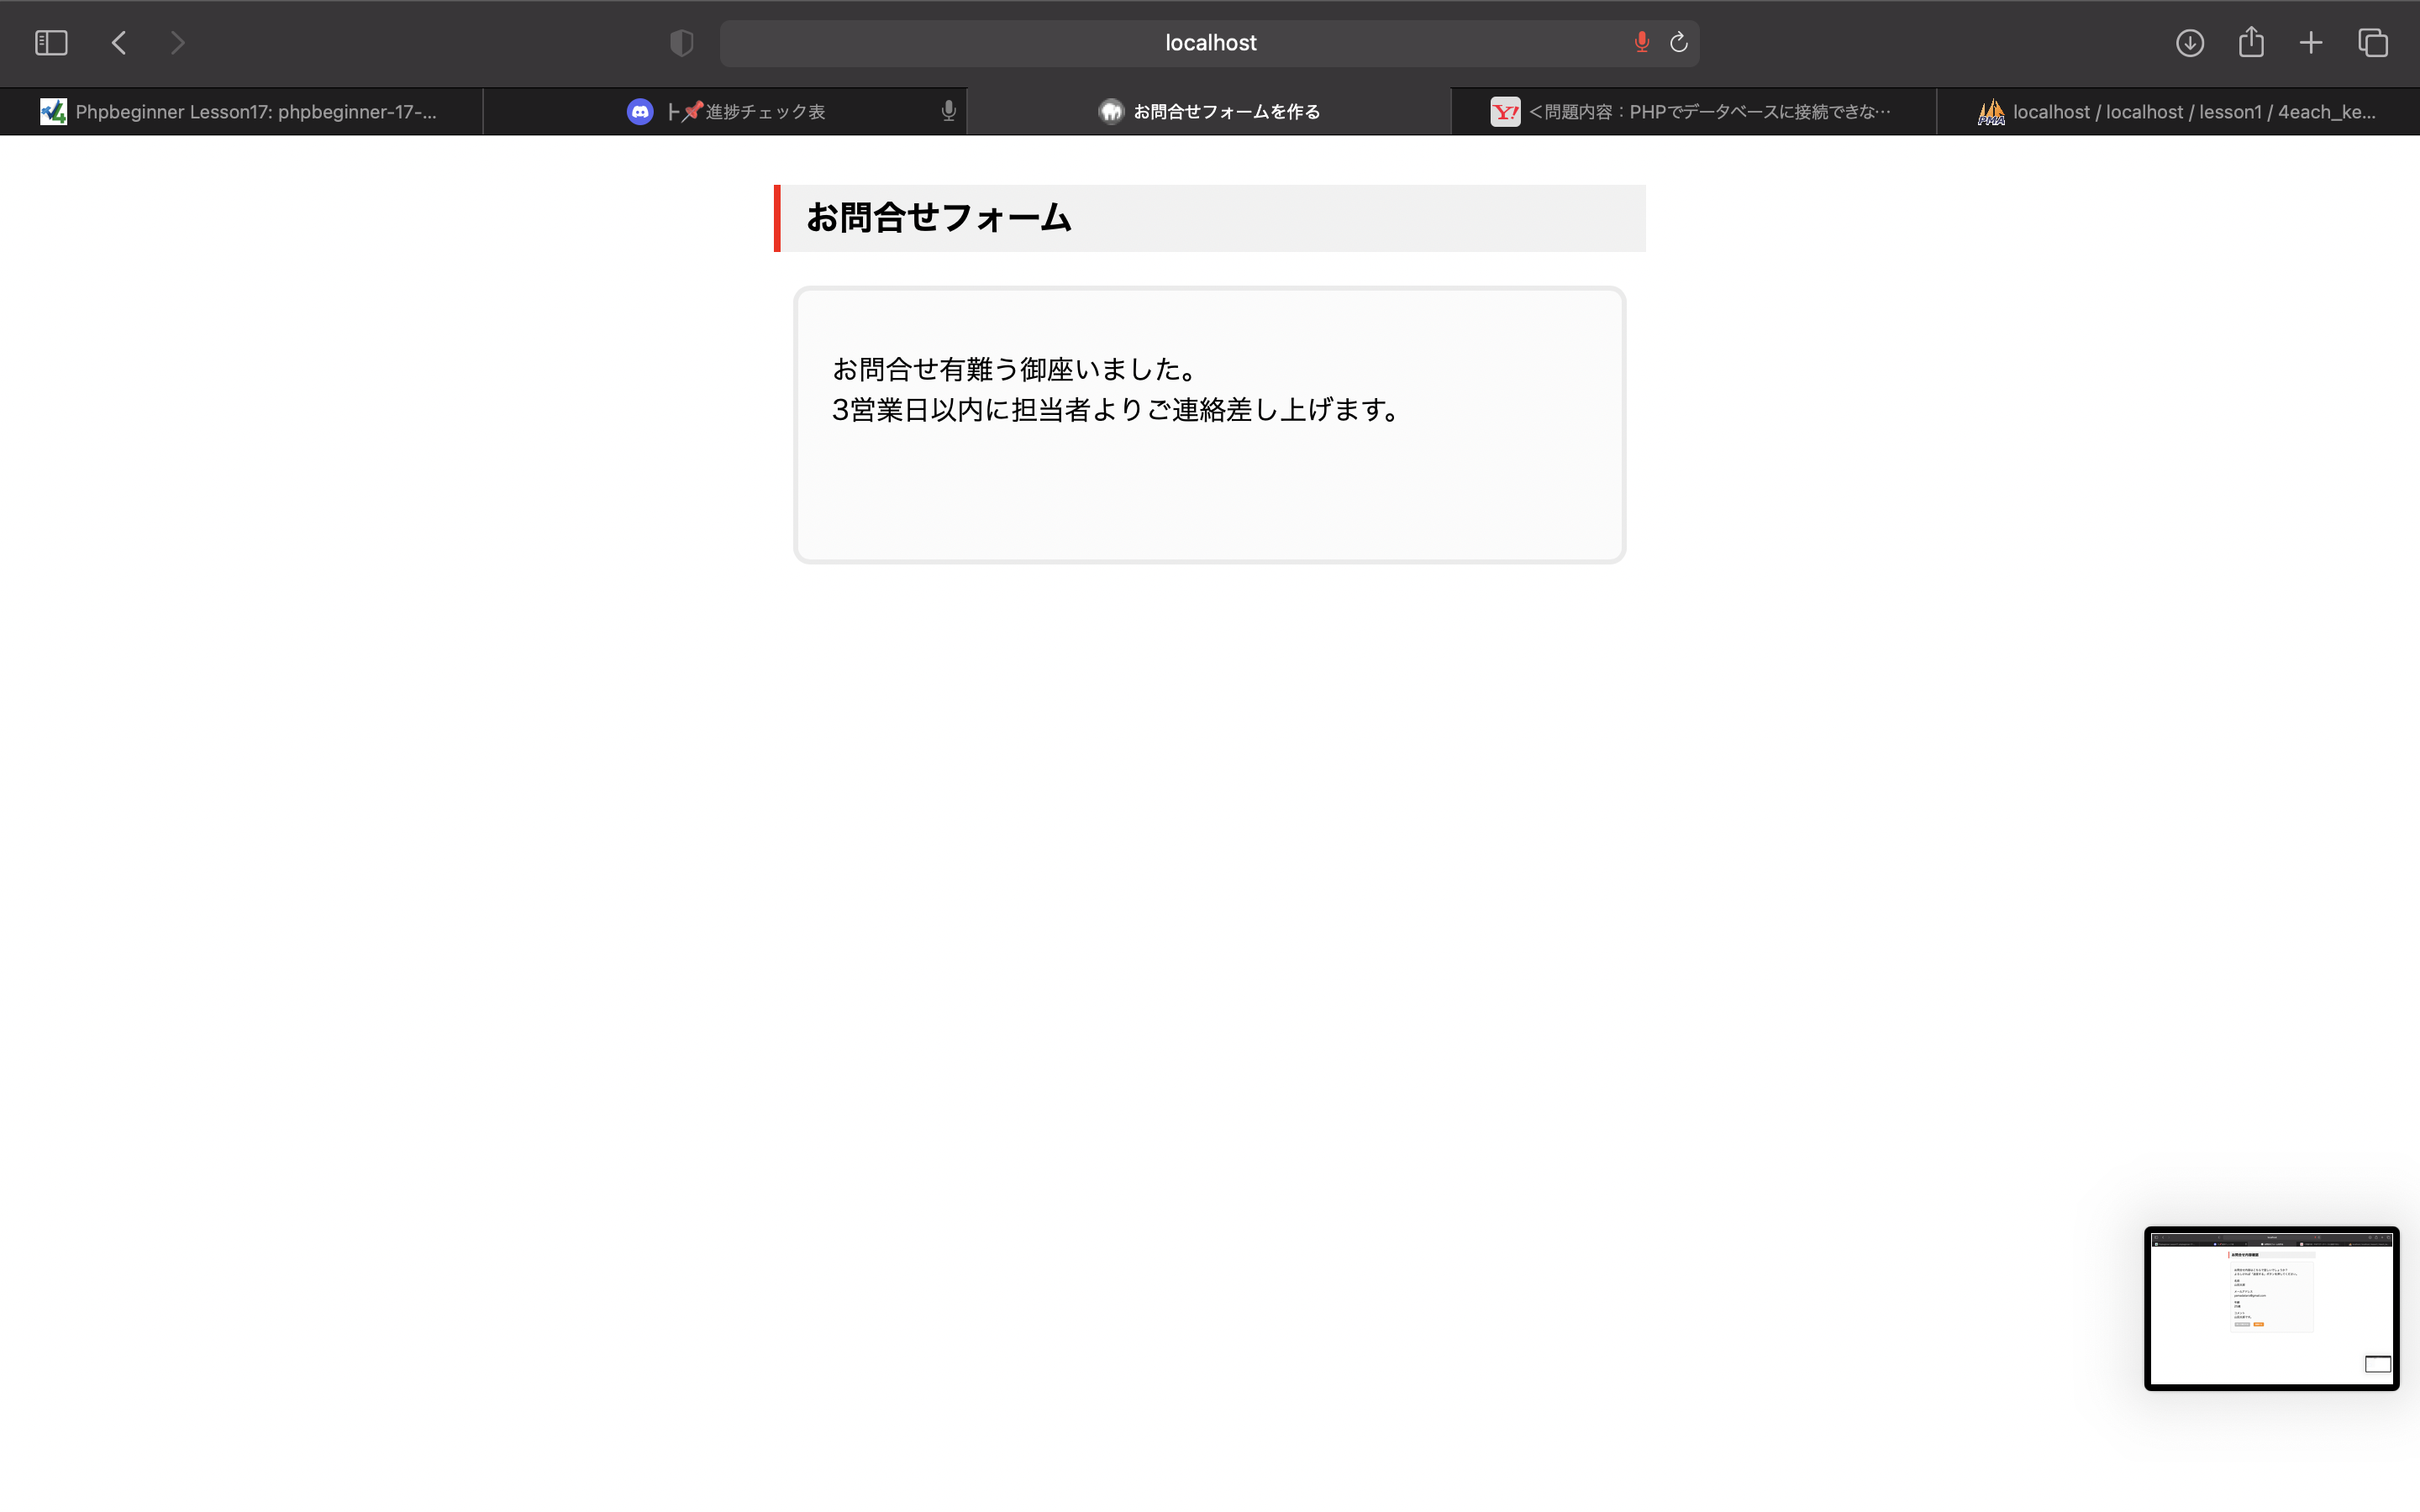 localhost
Phpbeginner Lesson17: phpbeginner-17-...
├📌進捗チェック表
お問合せフォームを作る
<問題内容：PHPでデータベースに接続できな…
localhost / localhost / lesson1 / 4each_ke...
お問合せフォーム
お問合せ有難う御座いました。
3営業日以内に担当者よりご連絡差し上げます。